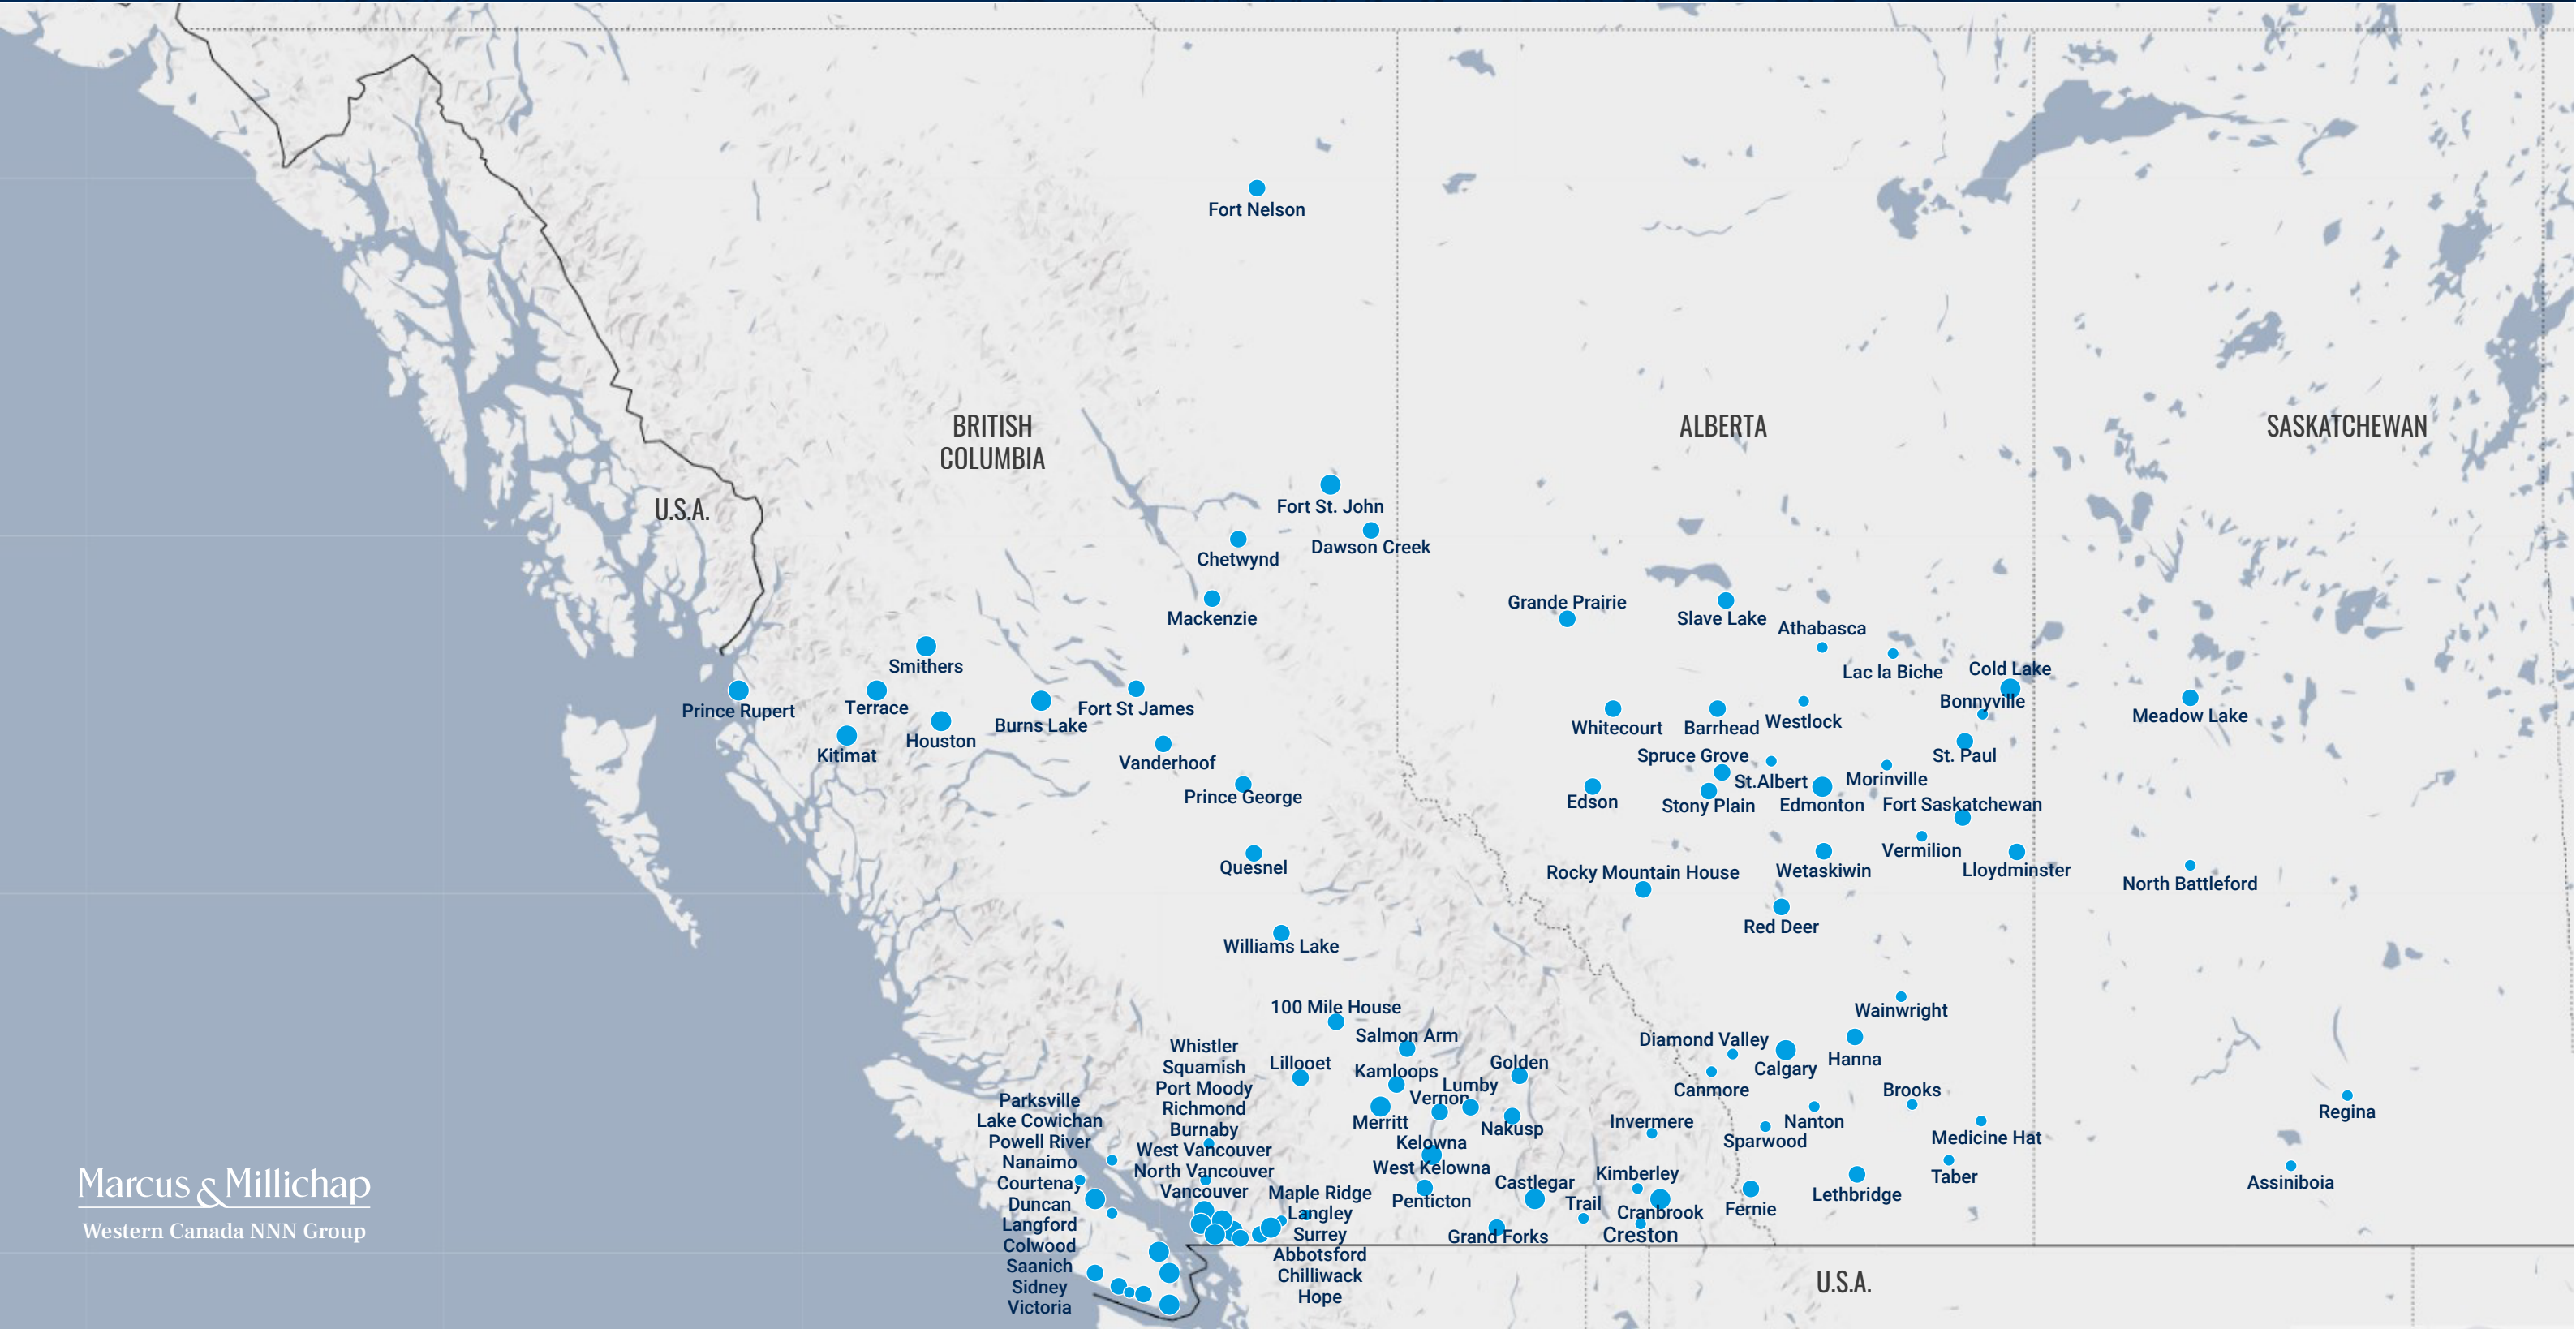 Fort Nelson
BRITISH
COLUMBIA
ALBERTA
SASKATCHEWAN
U.S.A.
Fort St. John
Dawson Creek
Chetwynd
Mackenzie
Grande Prairie
Slave Lake
Athabasca
Lac la Biche
Cold Lake
Bonnyville
Smithers
Prince Rupert
Terrace
Kitimat
Houston
Burns Lake
Fort St James
Vanderhoof
Prince George
Whitecourt
Barrhead
Westlock
St. Paul
Meadow Lake
Spruce Grove
St.Albert
Morinville
Edson
Stony Plain
Edmonton
Fort Saskatchewan
Quesnel
Vermilion
Wetaskiwin
Lloydminster
Rocky Mountain House
North Battleford
Red Deer
Williams Lake
100 Mile House
Wainwright
Salmon Arm
Diamond Valley
Calgary
Hanna
Lillooet
Kamloops
Golden
Lumby
Vernon
Canmore
Brooks
Merritt
Nakusp
Invermere
Nanton
Regina
Kelowna
Sparwood
Medicine Hat
West Kelowna
Kimberley
Taber
Assiniboia
Penticton
Castlegar
Trail
Cranbrook
Fernie
Lethbridge
Grand Forks
Creston
Whistler
Squamish
Port Moody
Richmond
Burnaby
West Vancouver
North Vancouver
Vancouver
Parksville
Lake Cowichan
Powell River
Nanaimo
Courtenay
Duncan
Langford
Colwood
Saanich
Sidney
Victoria
Maple Ridge
Langley
Surrey
Abbotsford
Chilliwack
Hope
U.S.A.
Marcus & Millichap
Western Canada NNN Group